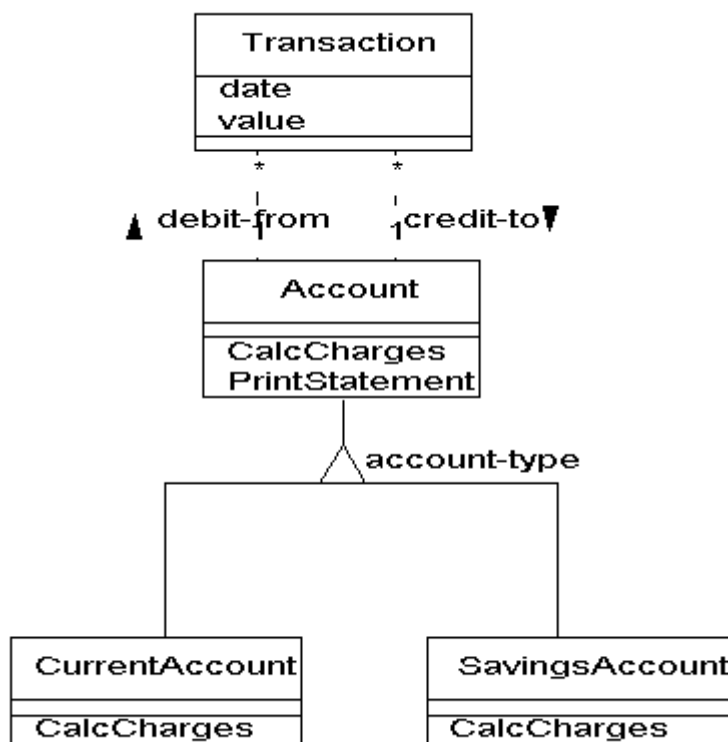 Transaction
date
value
* *
debit-from credit-to
1 1
Account
CalcCharges
PrintStatement
account-type
CurrentAccount SavingsAccount
CalcCharges CalcCharges